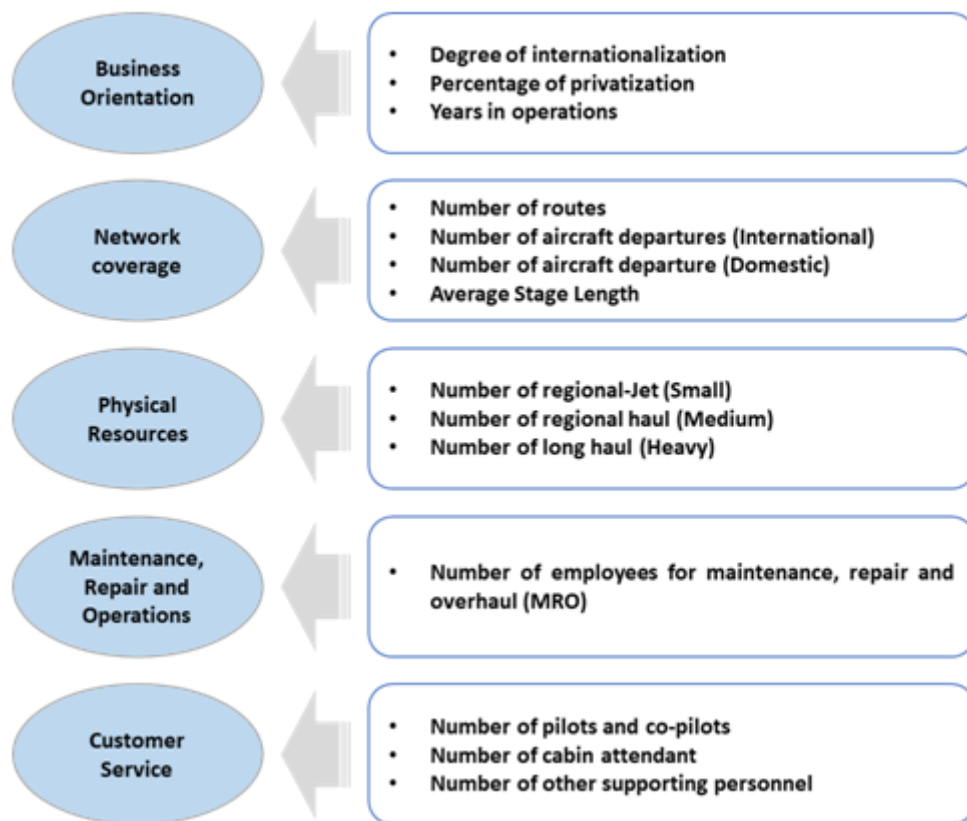 Business
Orientation
• Degree of internationalization
• Percentage of privatization
• Years in operations
Network
coverage
• Number of routes
• Number of aircraft departures (International)
• Number of aircraft departure (Domestic)
• Average Stage Length
Physical
Resources
• Number of regional-Jet (Small)
• Number of regional haul (Medium)
• Number of long haul (Heavy)
Maintenance,
Repair and
Operations
• Number of employees for maintenance, repair and
overhaul (MRO)
Customer
Service
• Number of pilots and co-pilots
• Number of cabin attendant
• Number of other supporting personnel